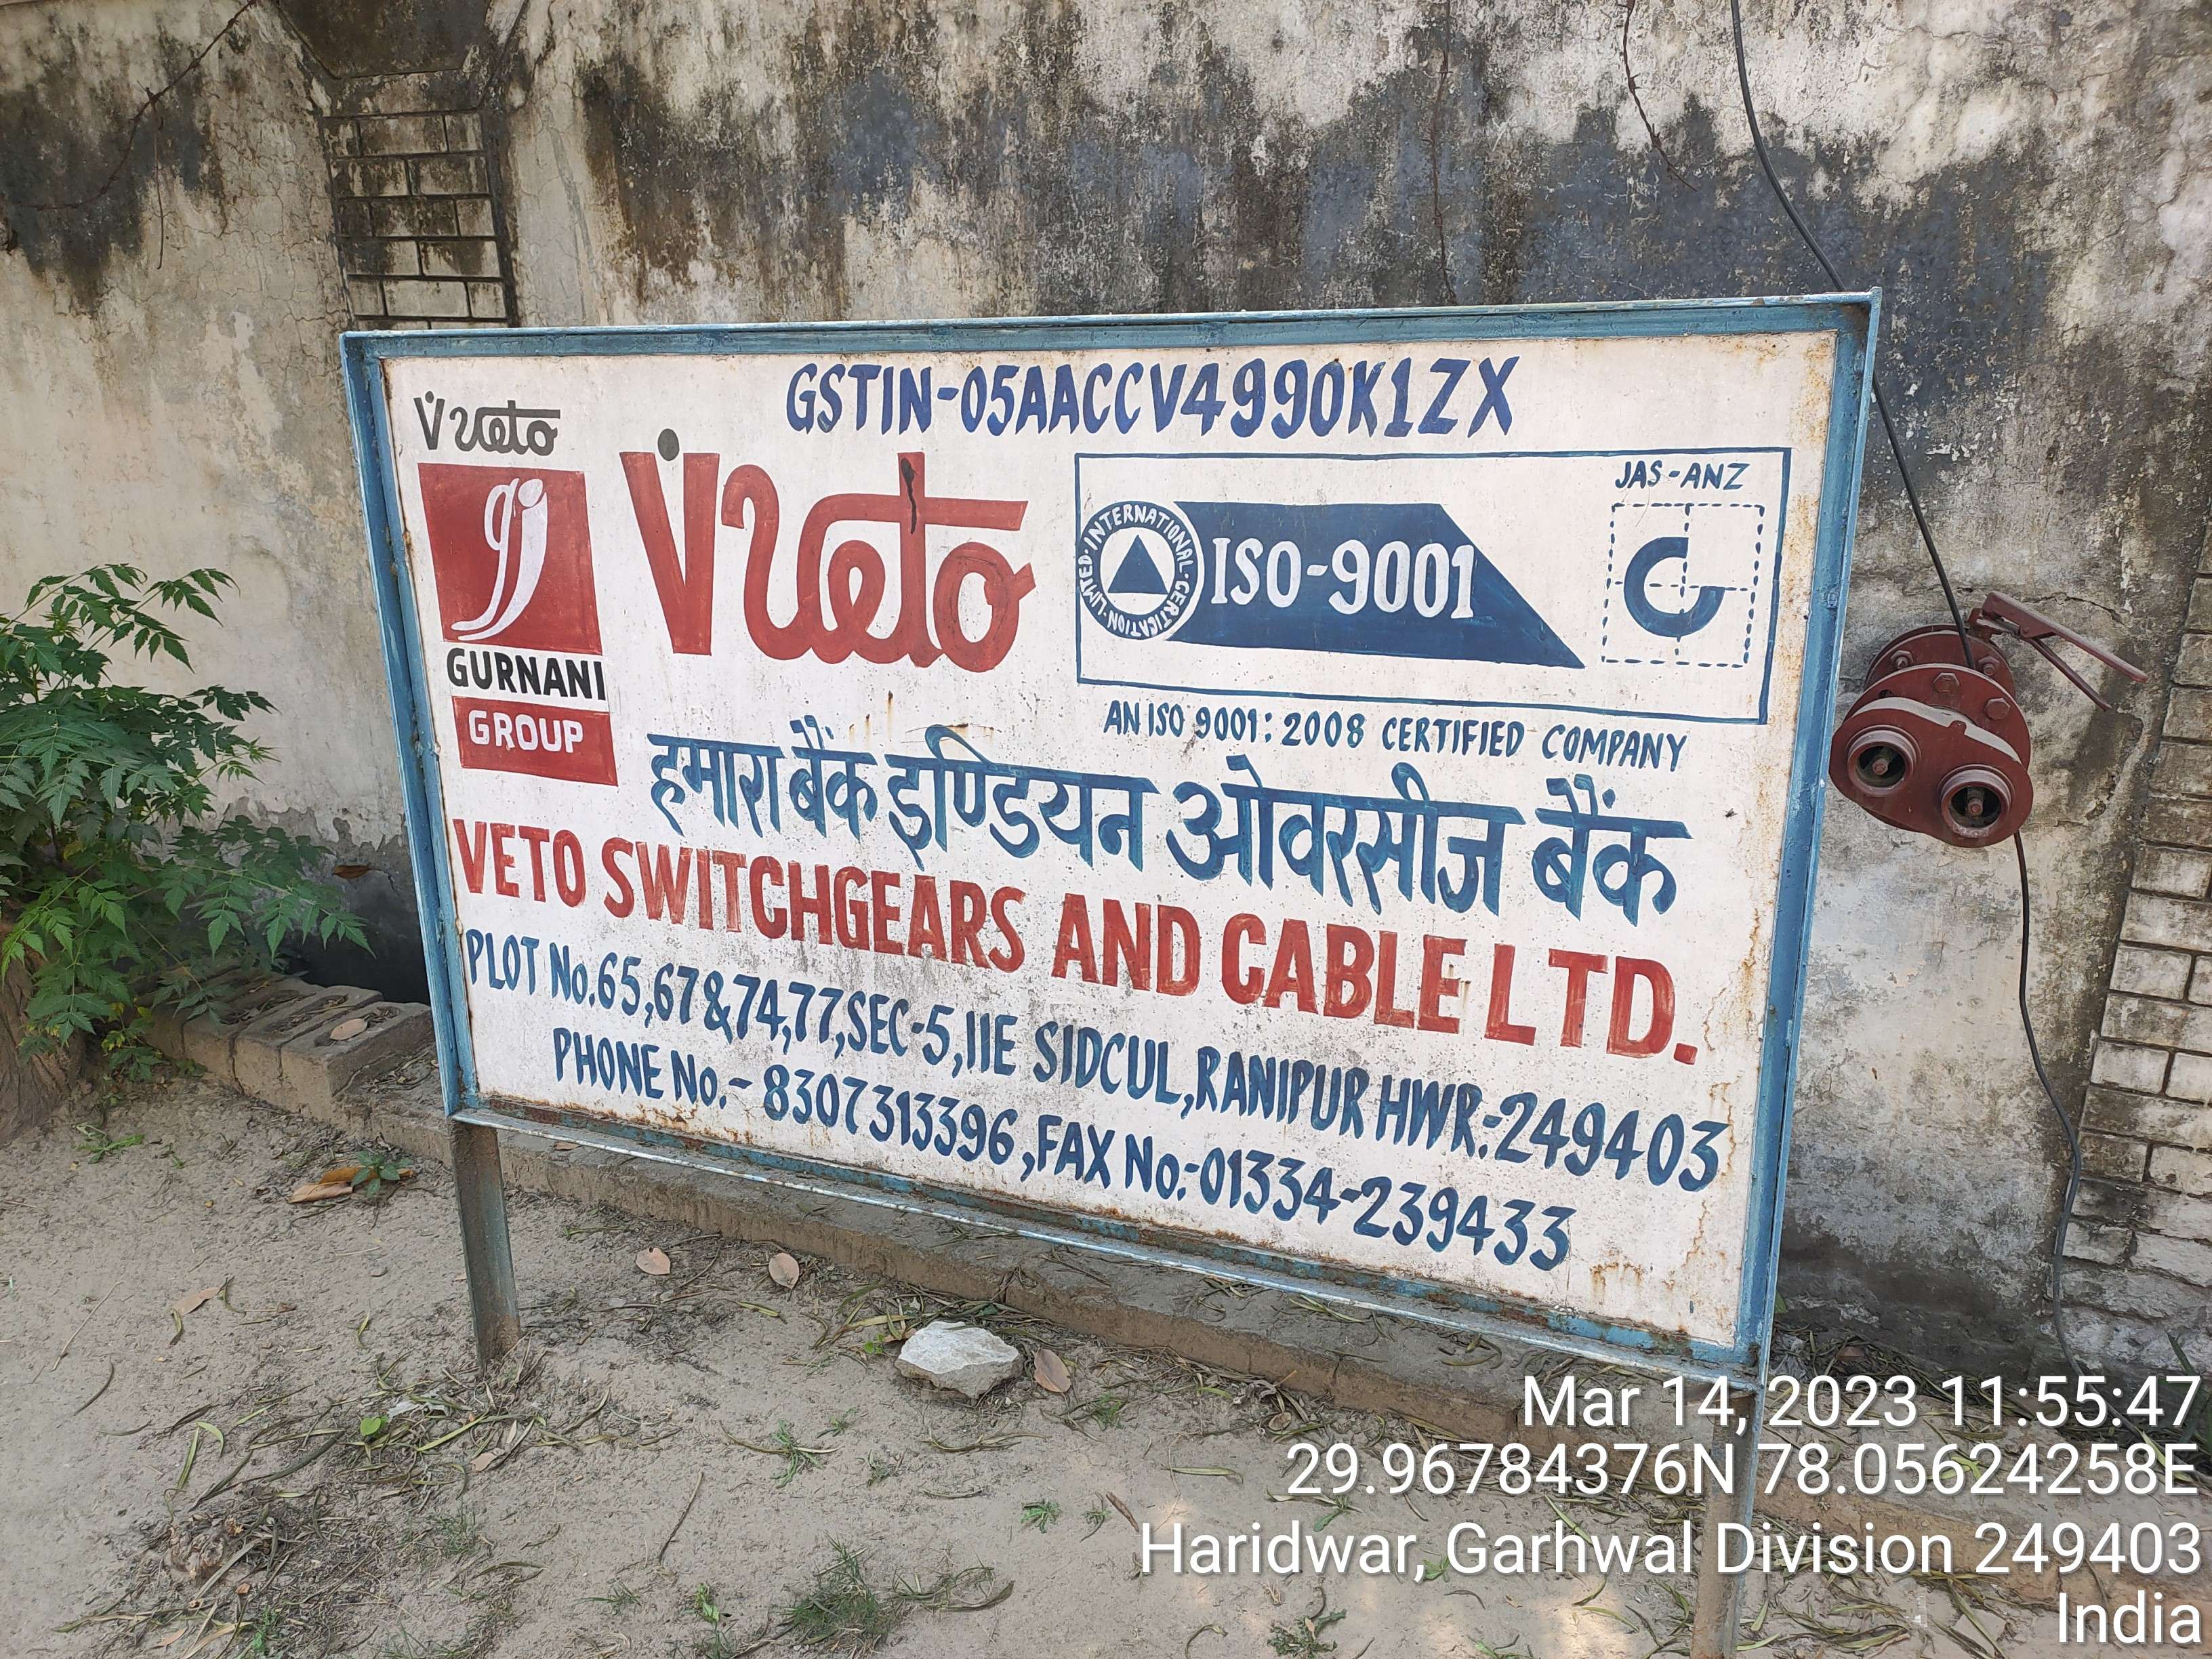 GSTIN-05AACCV4990K1ZX
Veto
GURNANI
GROUP
Veto
JAS-ANZ
INTERNATIONAL·CERTICATION·LIMITED·
ISO-9001
AN ISO 9001:2008 CERTIFIED COMPANY
हमारा बैंक इण्डियन ओवरसीज बैंक
VETO SWITCHGEARS AND CABLE LTD.
PLOT No.65,67&74,77,SEC-5,IIE SIDCUL,RANIPUR HWR:-249403
PHONE No.- 8307313396,FAX No:-01334-239433
Mar 14, 2023 11:55:47
29.96784376N 78.05624258E
Haridwar, Garhwal Division 249403
India